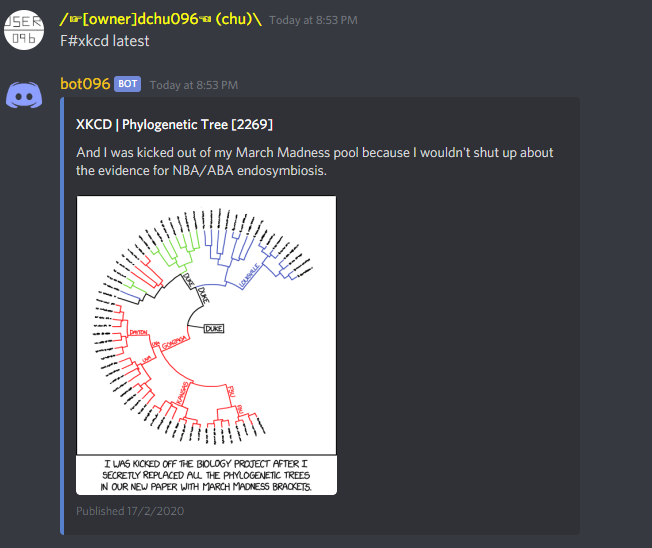 USER
096
/☞[owner]dchu096☜ (chu)\ Today at 8:53 PM
F#xkcd latest
bot096 BOT Today at 8:53 PM
XKCD | Phylogenetic Tree [2269]
And I was kicked out of my March Madness pool because I wouldn't shut up about
the evidence for NBA/ABA endosymbiosis.
DUKE
DUKE
LOUISVILLE
DUKE
DAYTON
UVA
GONZAGA
UVA
KANSAS
FSU
FSU
I WAS KICKED OFF THE BIOLOGY PROJECT AFTER I
SECRETLY REPLACED ALL THE PHYLOGENETIC TREES
IN OUR NEW PAPER WITH MARCH MADNESS BRACKETS.
Published 17/2/2020